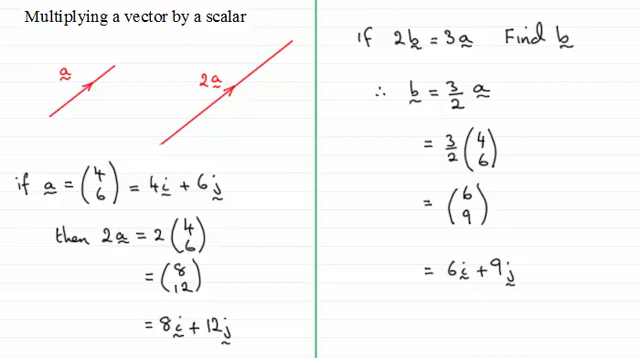 Multiplying a vector by a scalar
a
2a
if a = (4 6) = 4i + 6j
then 2a = 2 (4 6)
= (8 12)
= 8i + 12j
if 2b = 3a Find b
∴ b = 3/2 a
= 3/2 (4 6)
= (6 9)
= 6i + 9j